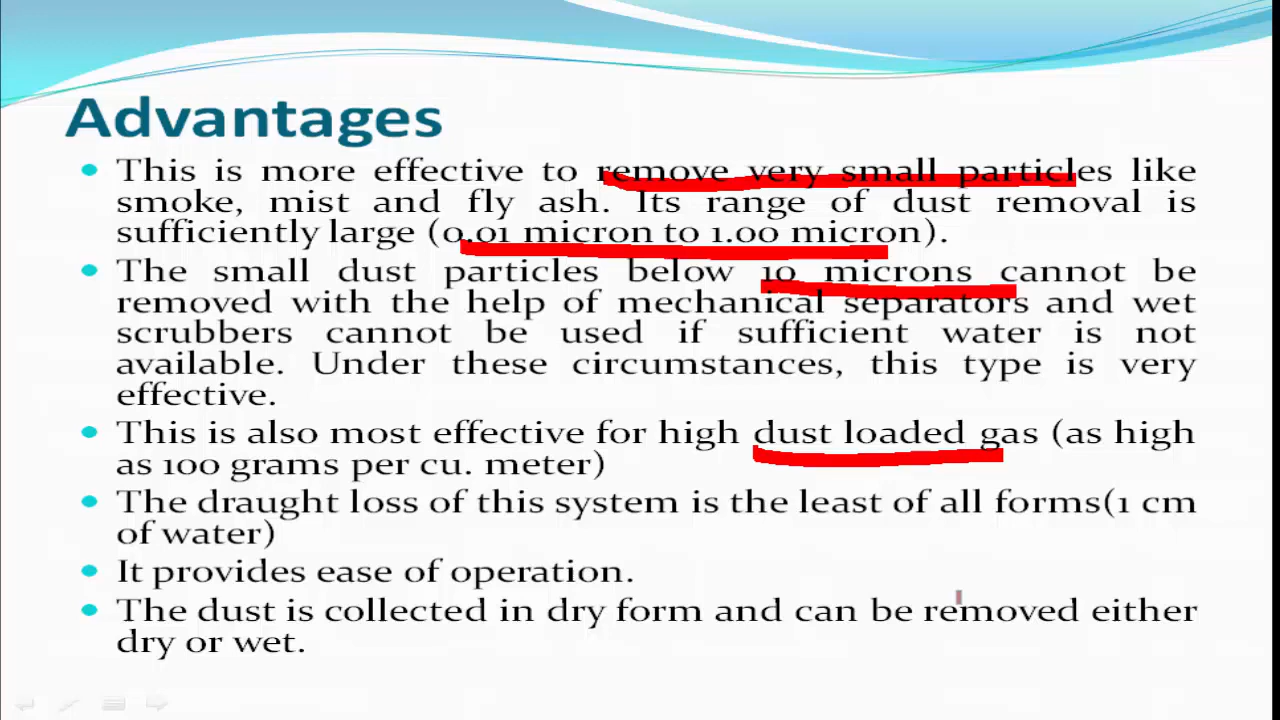 Advantages
This is more effective to remove very small particles like
smoke, mist and fly ash. Its range of dust removal is
sufficiently large (0.01 micron to 1.00 micron).
The small dust particles below 10 microns cannot be
removed with the help of mechanical separators and wet
scrubbers cannot be used if sufficient water is not
available. Under these circumstances, this type is very
effective.
This is also most effective for high dust loaded gas (as high
as 100 grams per cu. meter)
The draught loss of this system is the least of all forms(1 cm
of water)
It provides ease of operation.
The dust is collected in dry form and can be removed either
dry or wet.